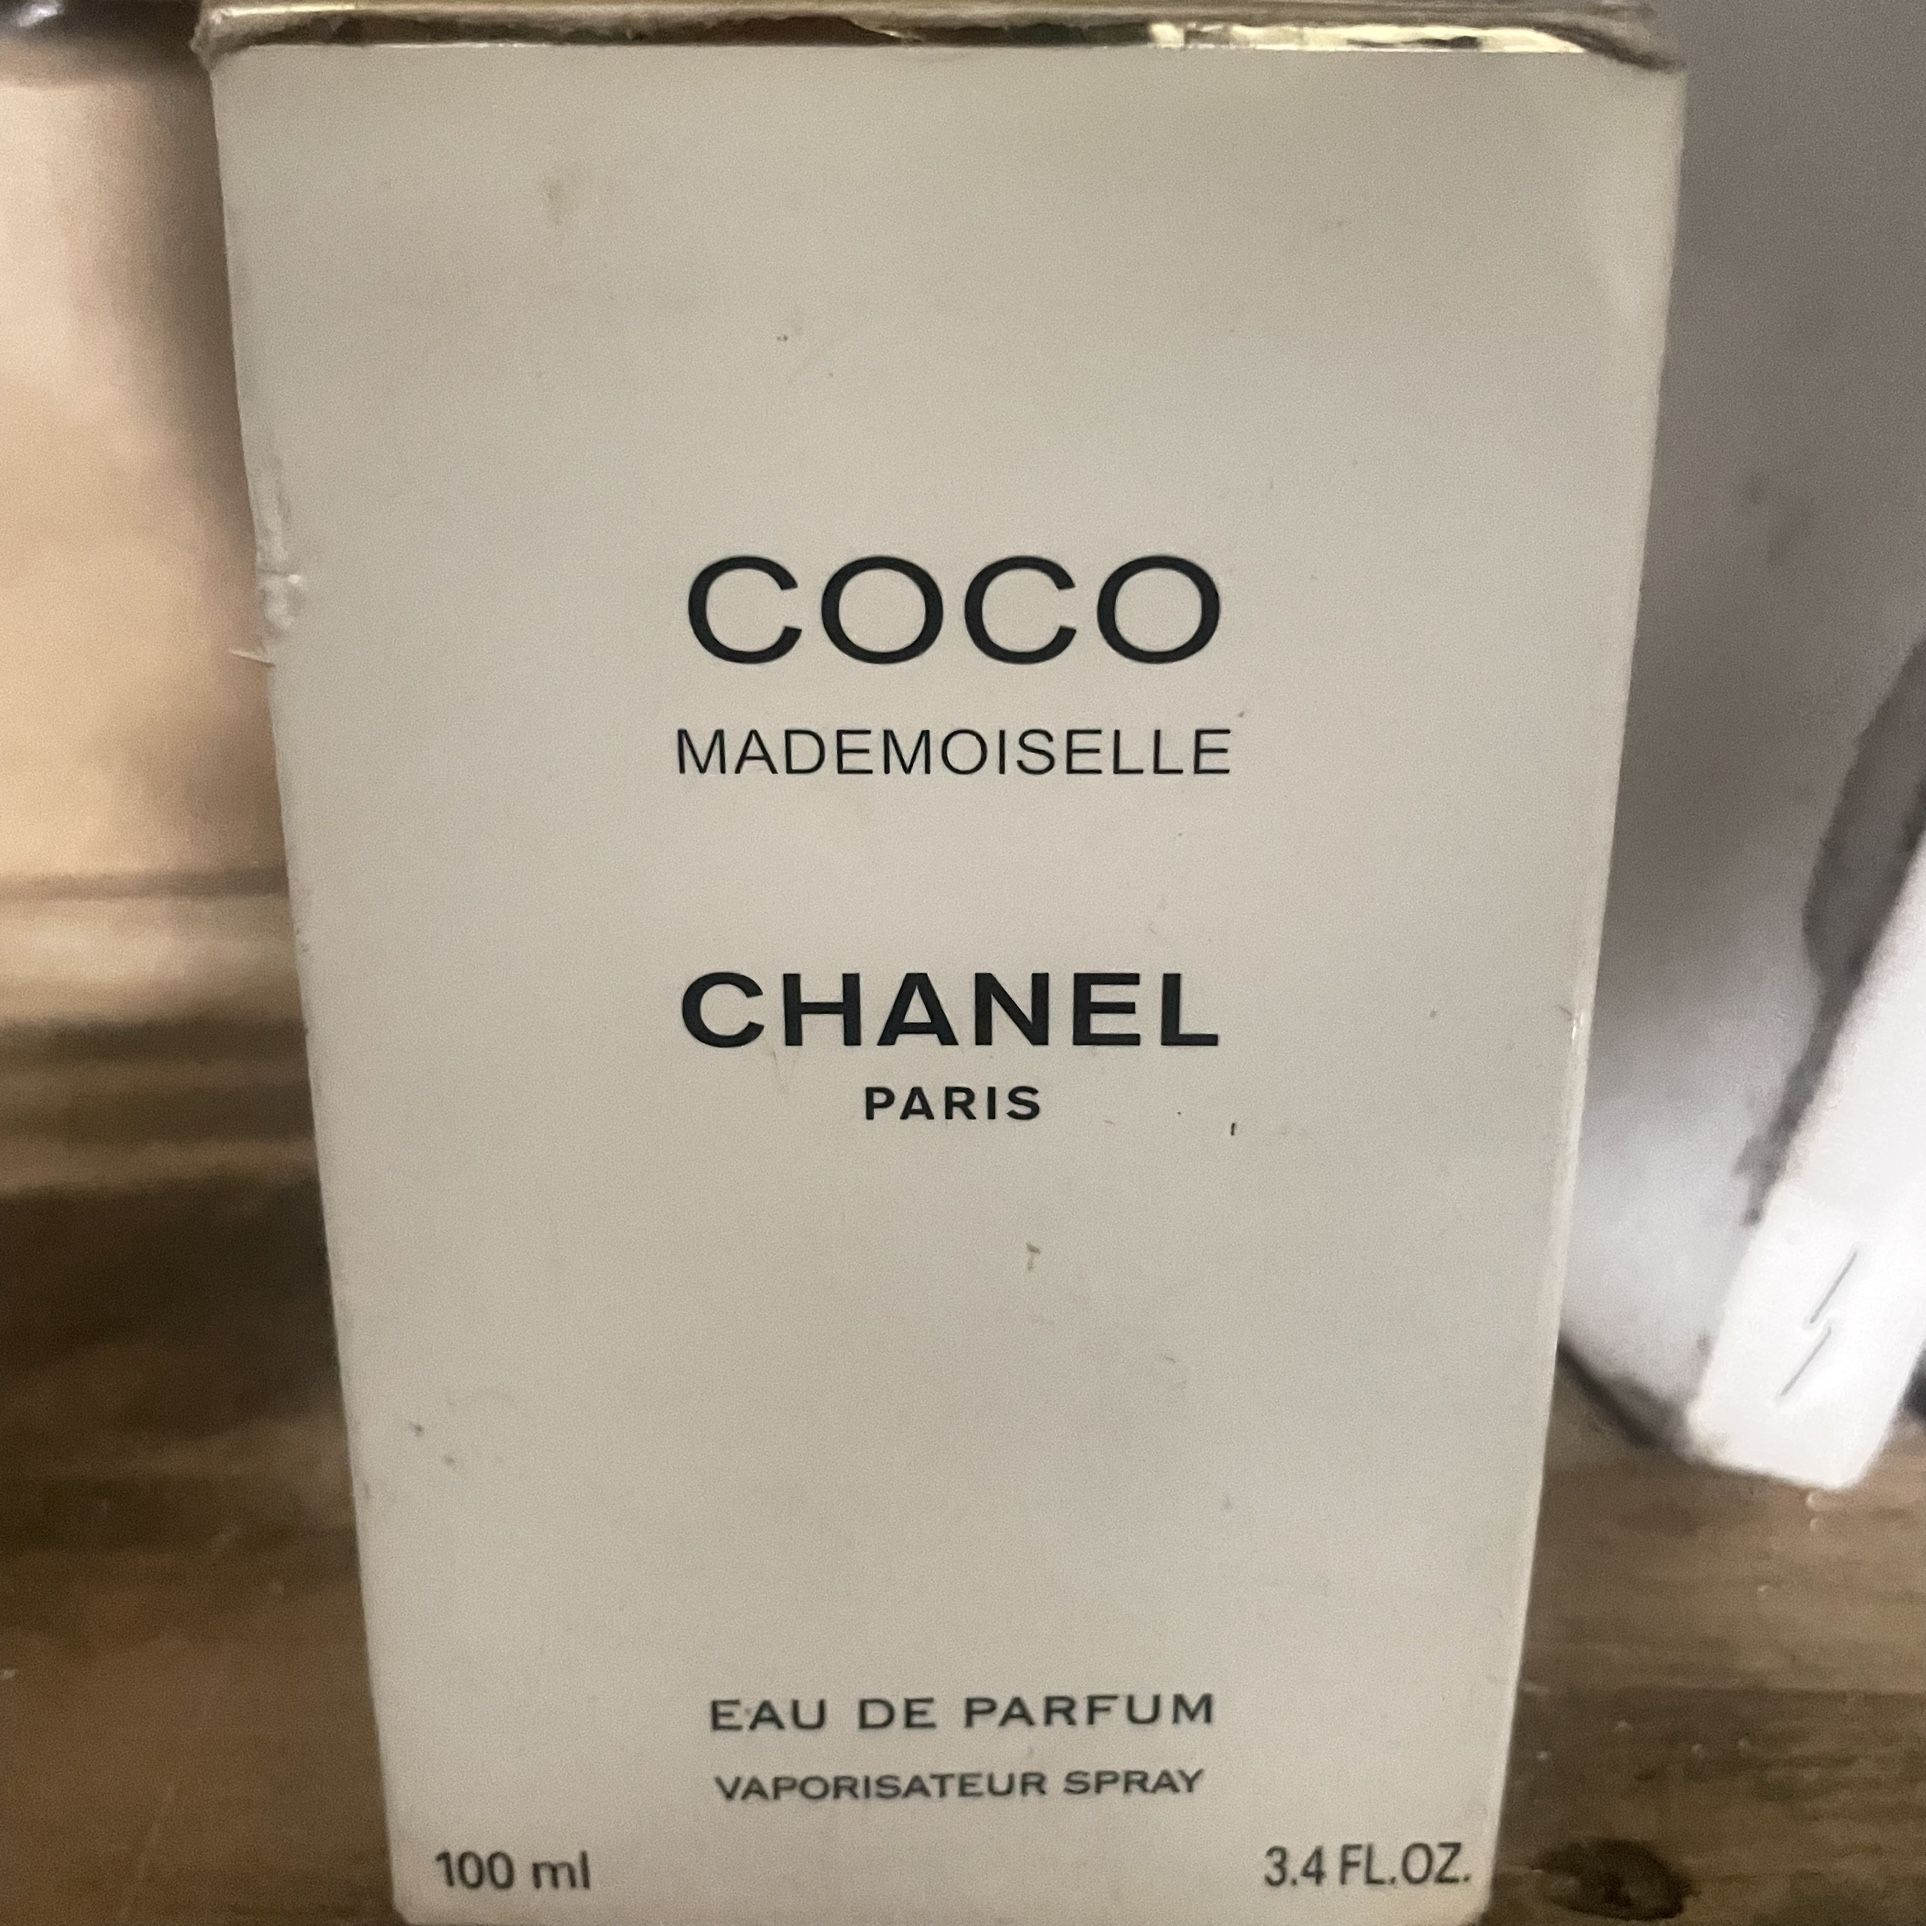 COCO
MADEMOISELLE
CHANEL
PARIS
EAU DE PARFUM
VAPORISATEUR SPRAY
100 ml 3.4 FL.OZ.